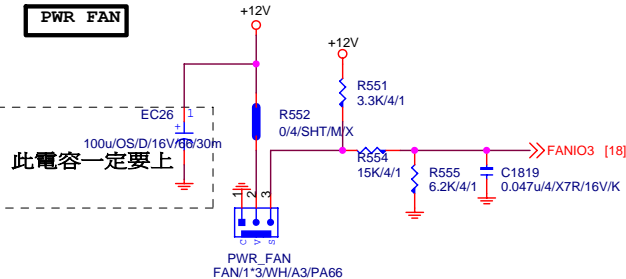 PWR FAN
+12V
+12V
R551
3.3K/4/1
EC26
1
+
100u/OS/D/16V/66/30m
R552
0/4/SHT/M/X
此電容一定要上
R554
15K/4/1
FANIO3 [18]
R555
6.2K/4/1
C1819
0.047u/4/X7R/16V/K
1 2 3
C V S
PWR_FAN
FAN/1*3/WH/A3/PA66